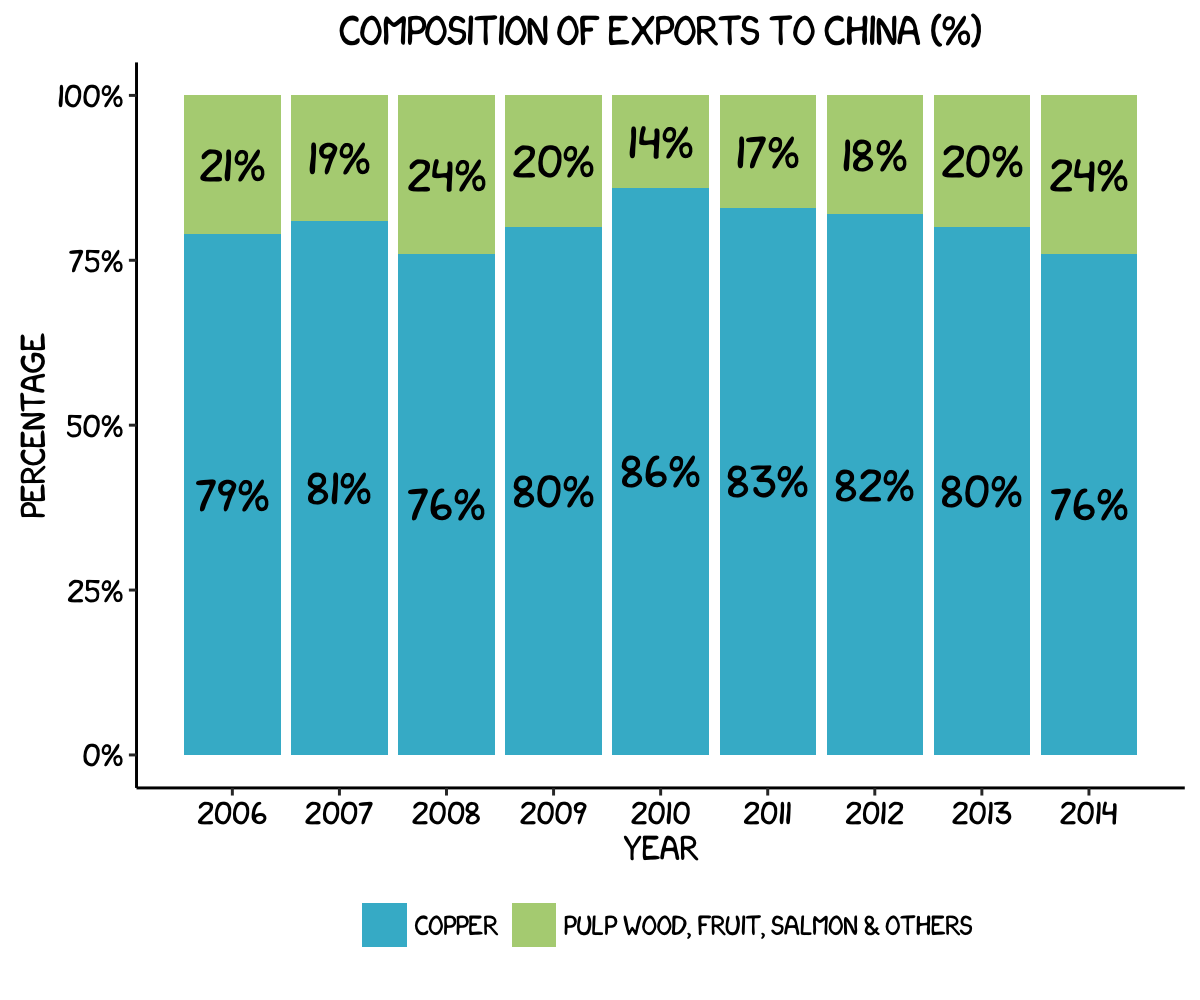 COMPOSITION OF EXPORTS TO CHINA (%)
100%
75%
50%
25%
0%
PERCENTAGE
21% 19% 24% 20% 14% 17% 18% 20% 24%
79% 81% 76% 80% 86% 83% 82% 80% 76%
2006 2007 2008 2009 2010 2011 2012 2013 2014
YEAR
COPPER PULP WOOD, FRUIT, SALMON & OTHERS